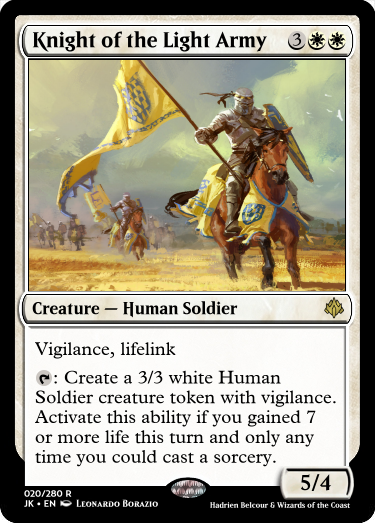 Knight of the Light Army 3
Creature — Human Soldier
Vigilance, lifelink
: Create a 3/3 white Human
Soldier creature token with vigilance.
Activate this ability if you gained 7
or more life this turn and only any
time you could cast a sorcery.
5/4
020/280 R
JK • EN Leonardo Borazio
Hadrien Belcour & Wizards of the Coast